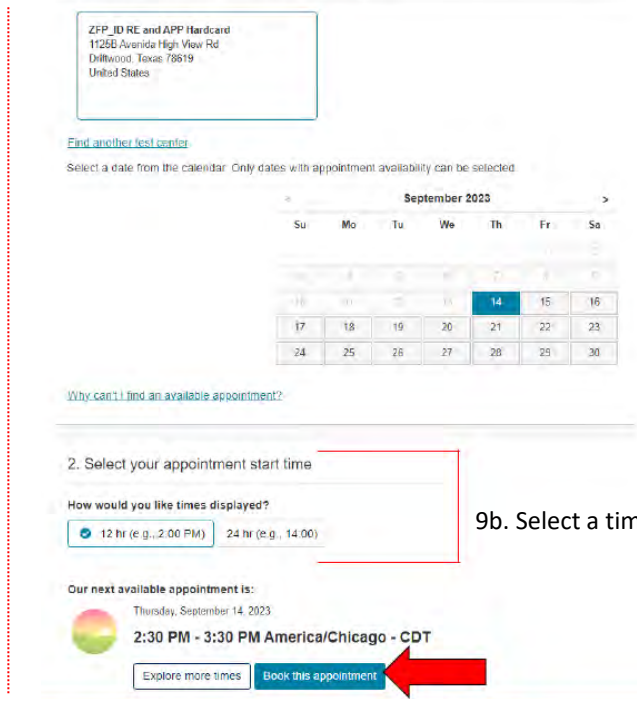 ZFP_ID RE and APP Hardcard
1125B Avenida High View Rd
Driftwood, Texas 78619
United States
Find another test center
Select a date from the calendar. Only dates with appointment availability can be selected.
< September 2023 >
Su Mo Tu We Th Fr Sa
10 11 12 13 14 15 16
17 18 19 20 21 22 23
24 25 26 27 28 29 30
Why can't I find an available appointment?
2. Select your appointment start time
How would you like times displayed?
12 hr (e.g., 2:00 PM) 24 hr (e.g., 14:00)
9b. Select a tim
Our next available appointment is:
Thursday, September 14, 2023
2:30 PM - 3:30 PM America/Chicago - CDT
Explore more times Book this appointment